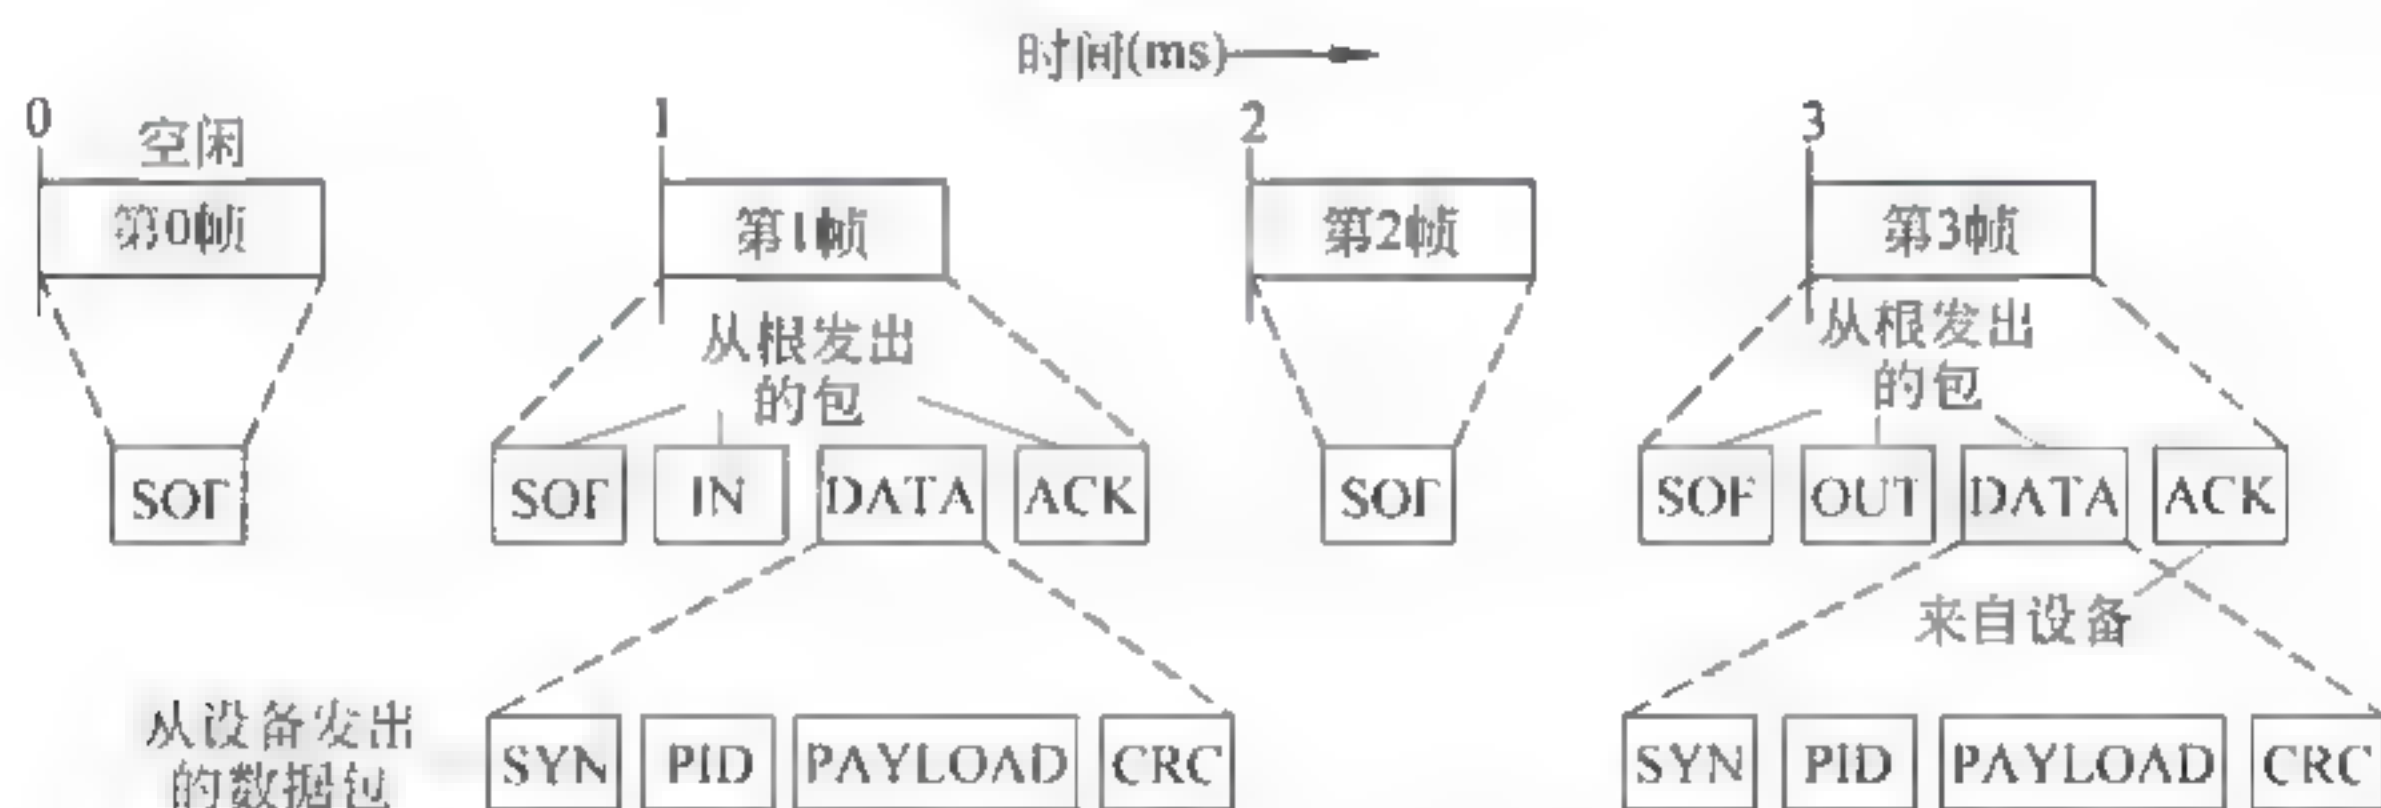 时间(ms)
0 1 2 3
空闲
第0帧 第1帧 第2帧 第3帧
从根发出
的包
从根发出
的包
SOF SOF IN DATA ACK SOF SOF OUT DATA ACK
来自设备
从设备发出
的数据包
SYN PID PAYLOAD CRC SYN PID PAYLOAD CRC